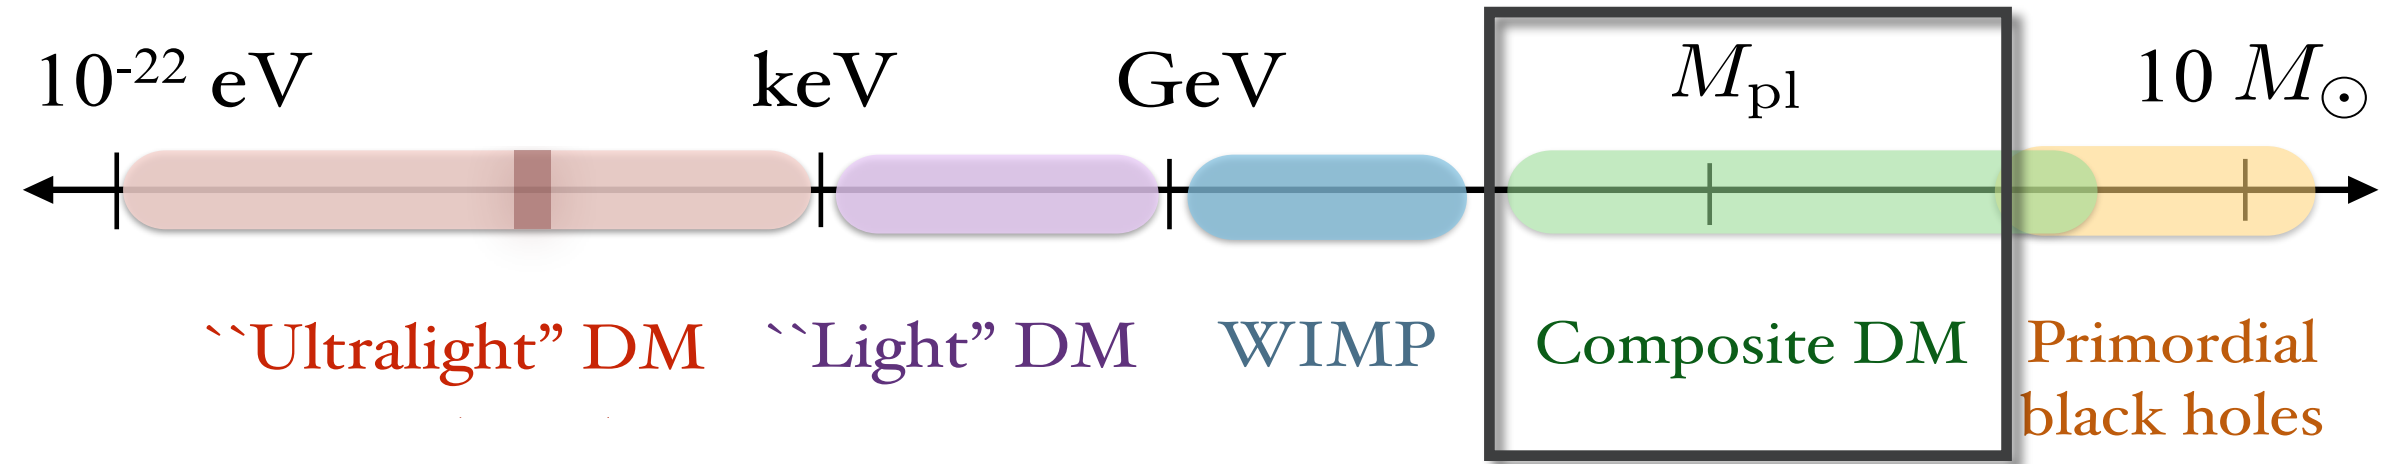 10-22 eV keV GeV Mpl 10 M⊙
``Ultralight” DM ``Light” DM WIMP Composite DM Primordial
black holes